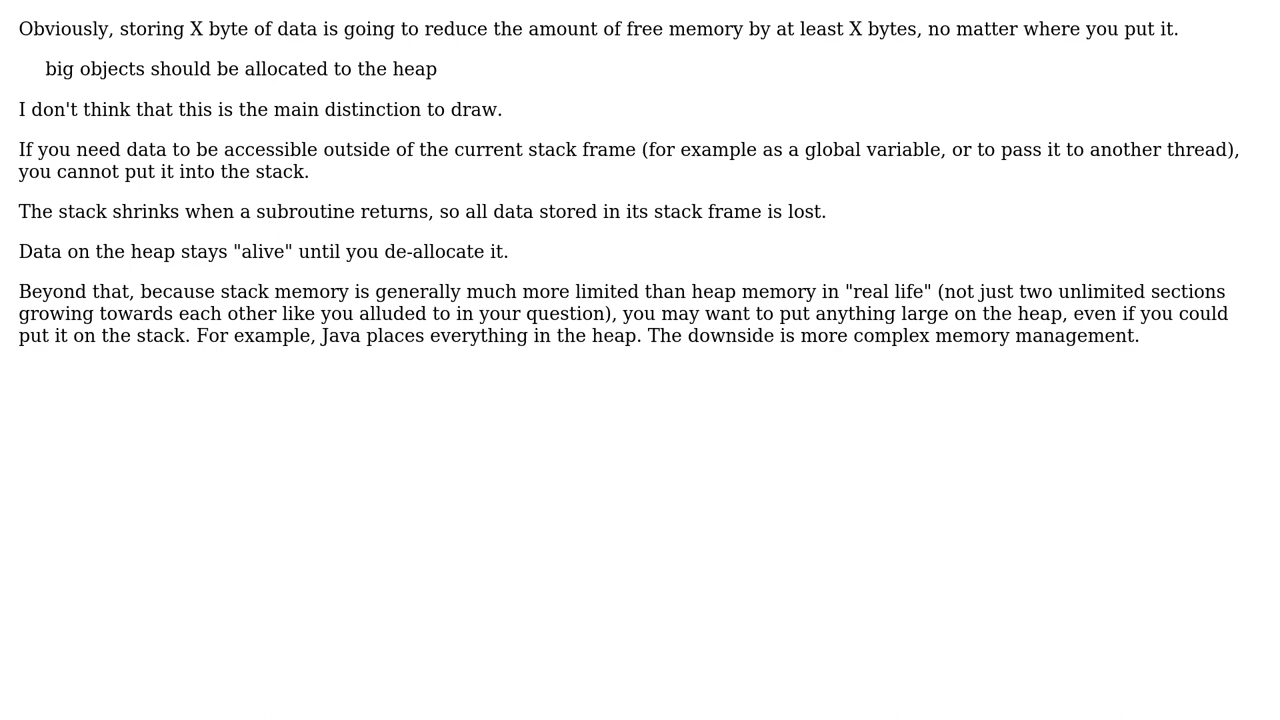 Obviously, storing X byte of data is going to reduce the amount of free memory by at least X bytes, no matter where you put it.
big objects should be allocated to the heap
I don't think that this is the main distinction to draw.
If you need data to be accessible outside of the current stack frame (for example as a global variable, or to pass it to another thread),
you cannot put it into the stack.
The stack shrinks when a subroutine returns, so all data stored in its stack frame is lost.
Data on the heap stays "alive" until you de-allocate it.
Beyond that, because stack memory is generally much more limited than heap memory in "real life" (not just two unlimited sections
growing towards each other like you alluded to in your question), you may want to put anything large on the heap, even if you could
put it on the stack. For example, Java places everything in the heap. The downside is more complex memory management.